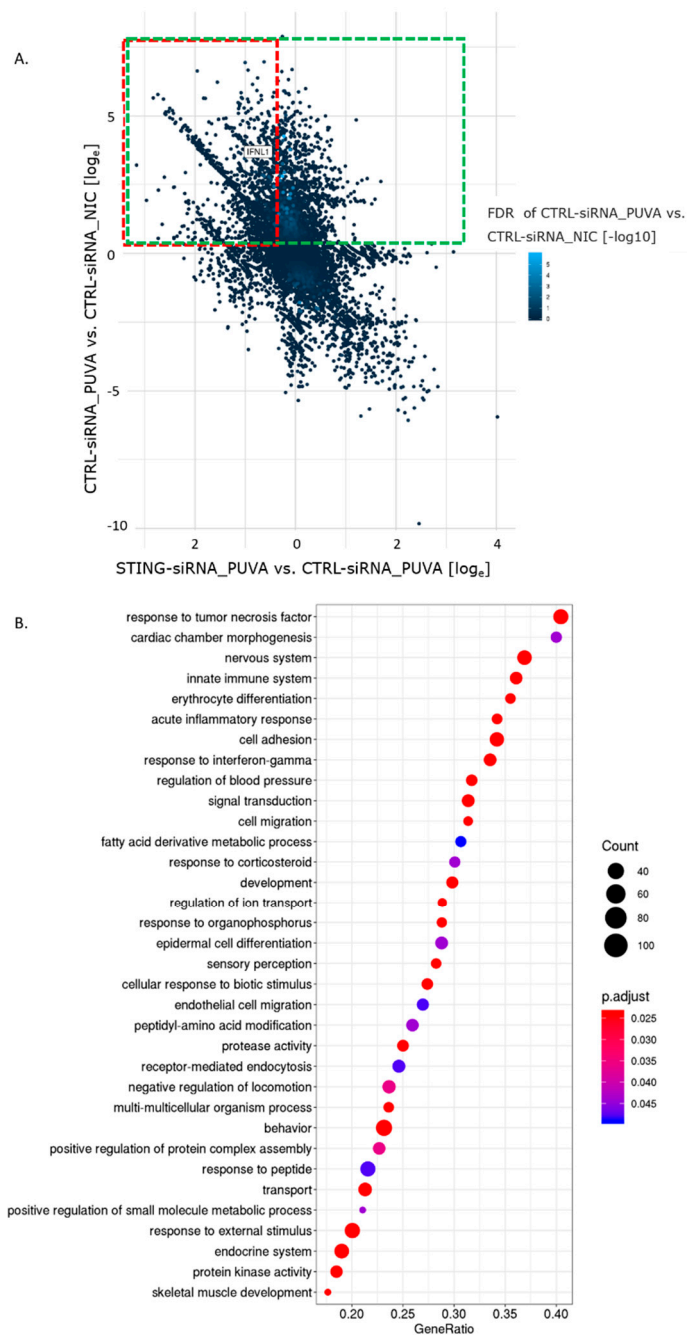 A.
5
0
-5
-10
CTRL-siRNA_PUVA vs. CTRL-siRNA_NIC [logₑ]
IFNL1
2
0
2
4
STING-siRNA_PUVA vs. CTRL-siRNA_PUVA [logₑ]
FDR of CTRL-siRNA_PUVA vs.
CTRL-siRNA_NIC [-log10]
5
4
3
2
1
0
B.
response to tumor necrosis factor
cardiac chamber morphogenesis
nervous system
innate immune system
erythrocyte differentiation
acute inflammatory response
cell adhesion
response to interferon-gamma
regulation of blood pressure
signal transduction
cell migration
fatty acid derivative metabolic process
response to corticosteroid
development
regulation of ion transport
response to organophosphorus
epidermal cell differentiation
sensory perception
cellular response to biotic stimulus
endothelial cell migration
peptidyl-amino acid modification
protease activity
receptor-mediated endocytosis
negative regulation of locomotion
multi-multicellular organism process
behavior
positive regulation of protein complex assembly
response to peptide
transport
positive regulation of small molecule metabolic process
response to external stimulus
endocrine system
protein kinase activity
skeletal muscle development
0.20
0.25
0.30
0.35
0.40
GeneRatio
Count
40
60
80
100
p.adjust
0.025
0.030
0.035
0.040
0.045